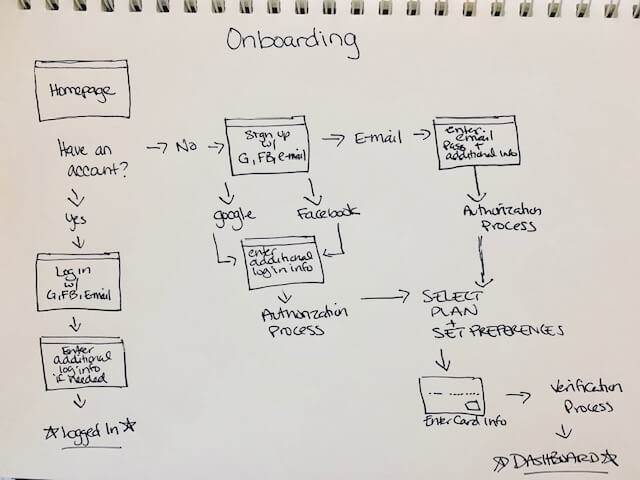 Onboarding
Homepage
Have an
account?
No
Sign up
w/
G, FB, e-mail
E-mail
enter
email
pass +
additional info
yes
google
Facebook
Authorization
Process
enter
additional
log in info
Log in
w/
G, FB, E-mail
Authorization
Process
SELECT
PLAN
+
SET PREFERENCES
Enter
additional
log info
if needed
Enter Card Info
Verification
Process
Logged In
DASHBOARD